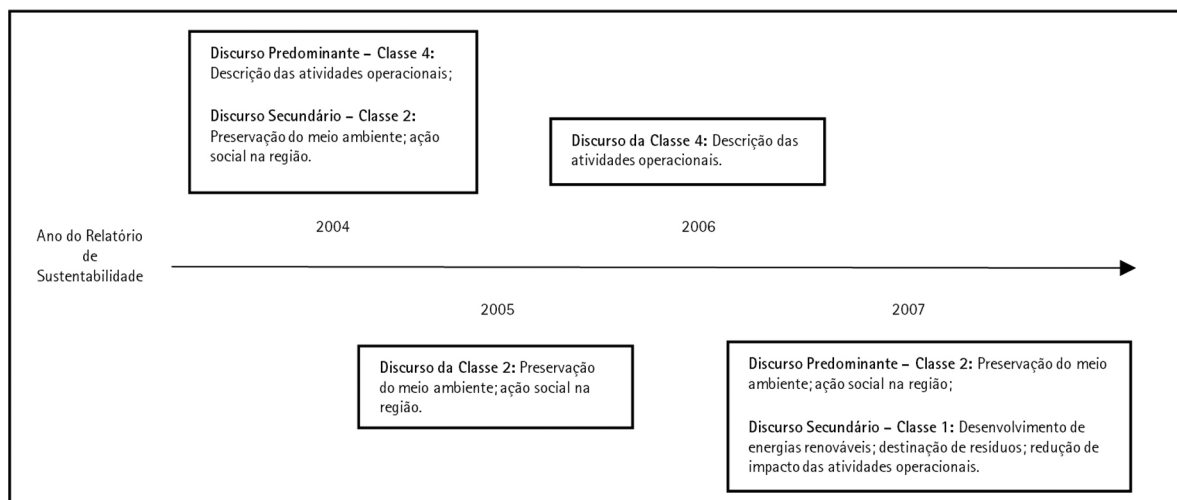 Discurso Predominante – Classe 4:
Descrição das atividades operacionais;
Discurso Secundário – Classe 2:
Preservação do meio ambiente; ação
social na região.
Discurso da Classe 4: Descrição das
atividades operacionais.
Ano do Relatório
de
Sustentabilidade
2004
2006
2005
2007
Discurso da Classe 2: Preservação
do meio ambiente; ação social na
região.
Discurso Predominante – Classe 2: Preservação do meio
ambiente; ação social na região;
Discurso Secundário – Classe 1: Desenvolvimento de
energias renováveis; destinação de resíduos; redução de
impacto das atividades operacionais.